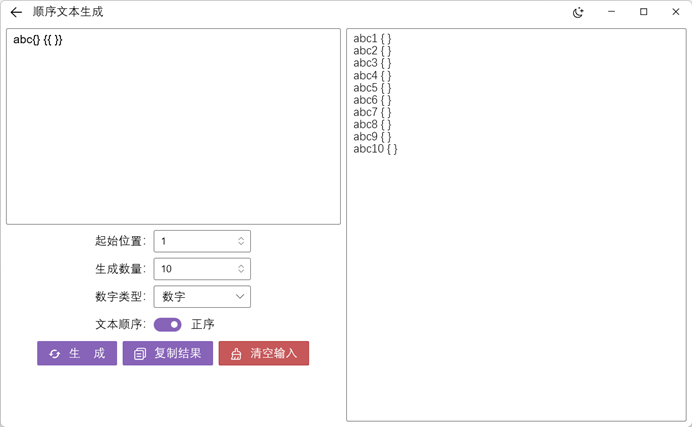 顺序文本生成
abc{} {{ }}
起始位置: 1
生成数量: 10
数字类型: 数字
文本顺序: 正序
生 成 复制结果 清空输入
abc1 { }
abc2 { }
abc3 { }
abc4 { }
abc5 { }
abc6 { }
abc7 { }
abc8 { }
abc9 { }
abc10 { }